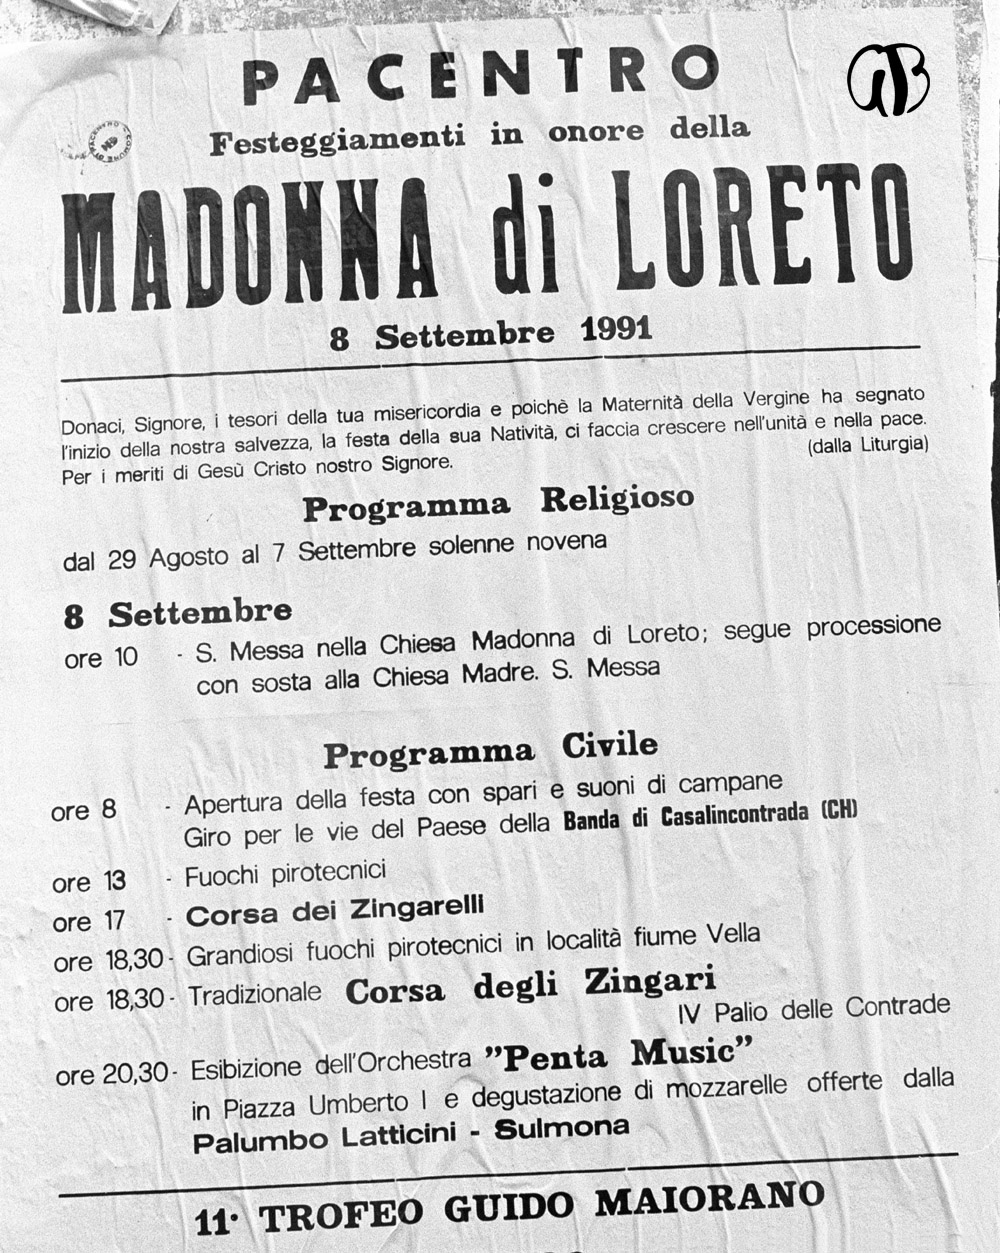 PACENTRO
Festeggiamenti in onore della
MADONNA di LORETO
8 Settembre 1991
Donaci, Signore, i tesori della tua misericordia e poichè la Maternità della Vergine ha segnato
l'inizio della nostra salvezza, la festa della sua Natività, ci faccia crescere nell'unità e nella pace.
Per i meriti di Gesù Cristo nostro Signore. (dalla Liturgia)
Programma Religioso
dal 29 Agosto al 7 Settembre solenne novena
8 Settembre
ore 10 - S. Messa nella Chiesa Madonna di Loreto; segue processione
con sosta alla Chiesa Madre. S. Messa
Programma Civile
ore 8 - Apertura della festa con spari e suoni di campane
Giro per le vie del Paese della Banda di Casalincontrada (CH)
ore 13 - Fuochi pirotecnici
ore 17 - Corsa dei Zingarelli
ore 18,30 - Grandiosi fuochi pirotecnici in località fiume Vella
ore 18,30 - Tradizionale Corsa degli Zingari
IV Palio delle Contrade
ore 20,30 - Esibizione dell'Orchestra "Penta Music"
in Piazza Umberto I e degustazione di mozzarelle offerte dalla
Palumbo Latticini - Sulmona
11° TROFEO GUIDO MAIORANO